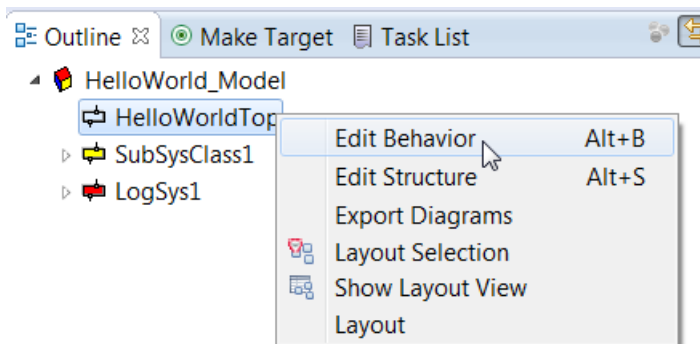 Outline Make Target Task List
HelloWorld_Model
HelloWorldTop
Edit Behavior Alt+B
SubSysClass1
Edit Structure Alt+S
LogSys1
Export Diagrams
Layout Selection
Show Layout View
Layout